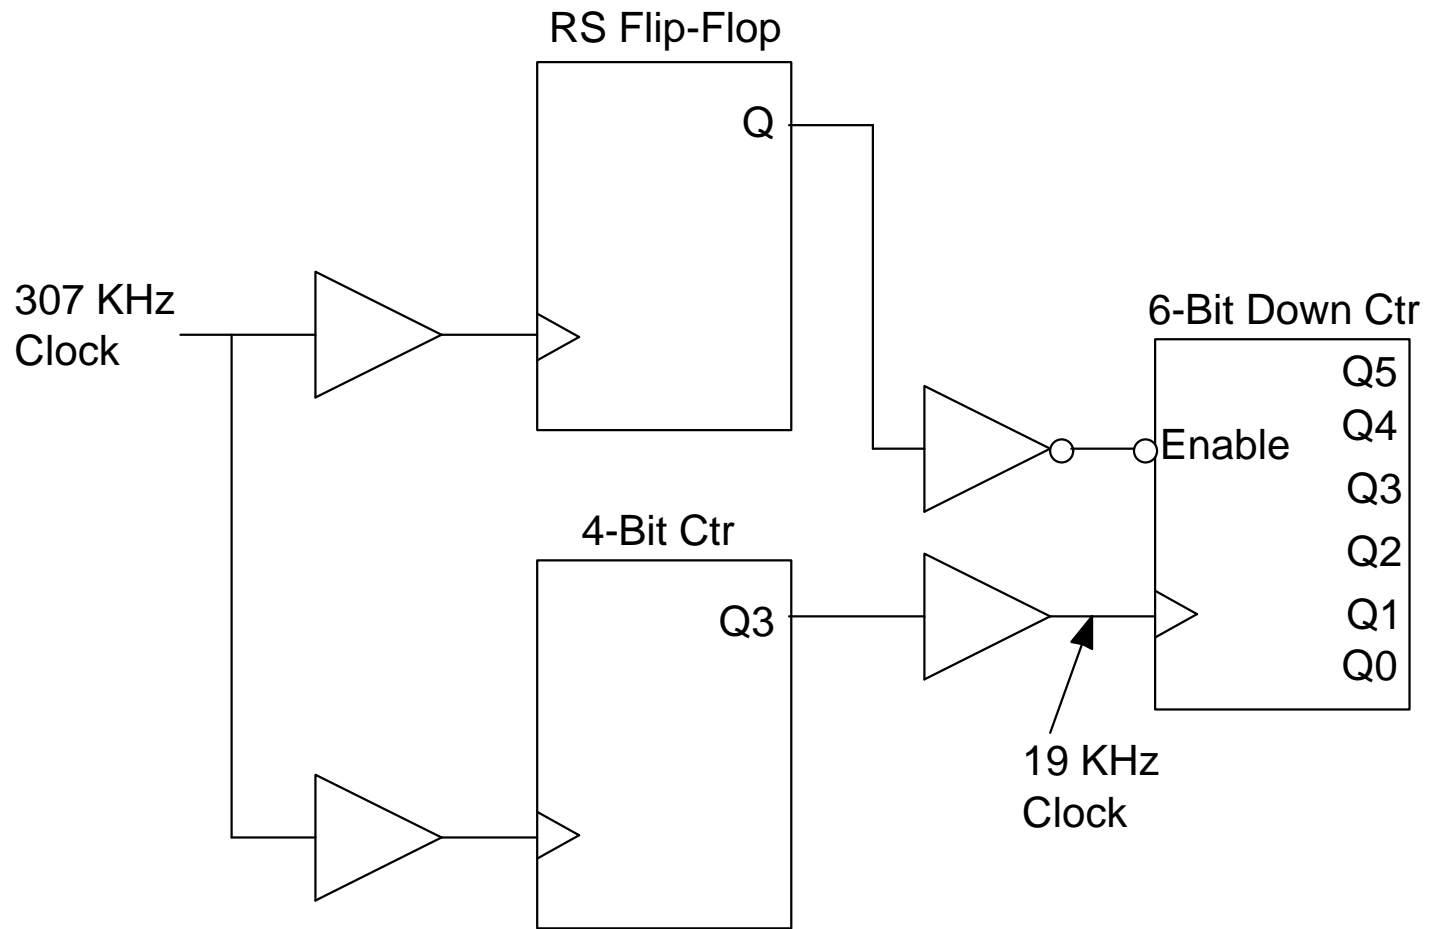 RS Flip-Flop
Q
307 KHz
Clock
6-Bit Down Ctr
Q5
Q4
Enable
Q3
Q2
Q1
Q0
4-Bit Ctr
Q3
19 KHz
Clock